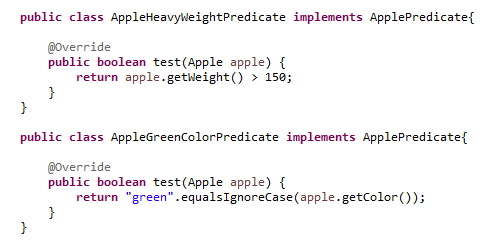 public class AppleHeavyWeightPredicate implements ApplePredicate{
@Override
public boolean test(Apple apple) {
return apple.getWeight() > 150;
}
}
public class AppleGreenColorPredicate implements ApplePredicate{
@Override
public boolean test(Apple apple) {
return "green".equalsIgnoreCase(apple.getColor());
}
}